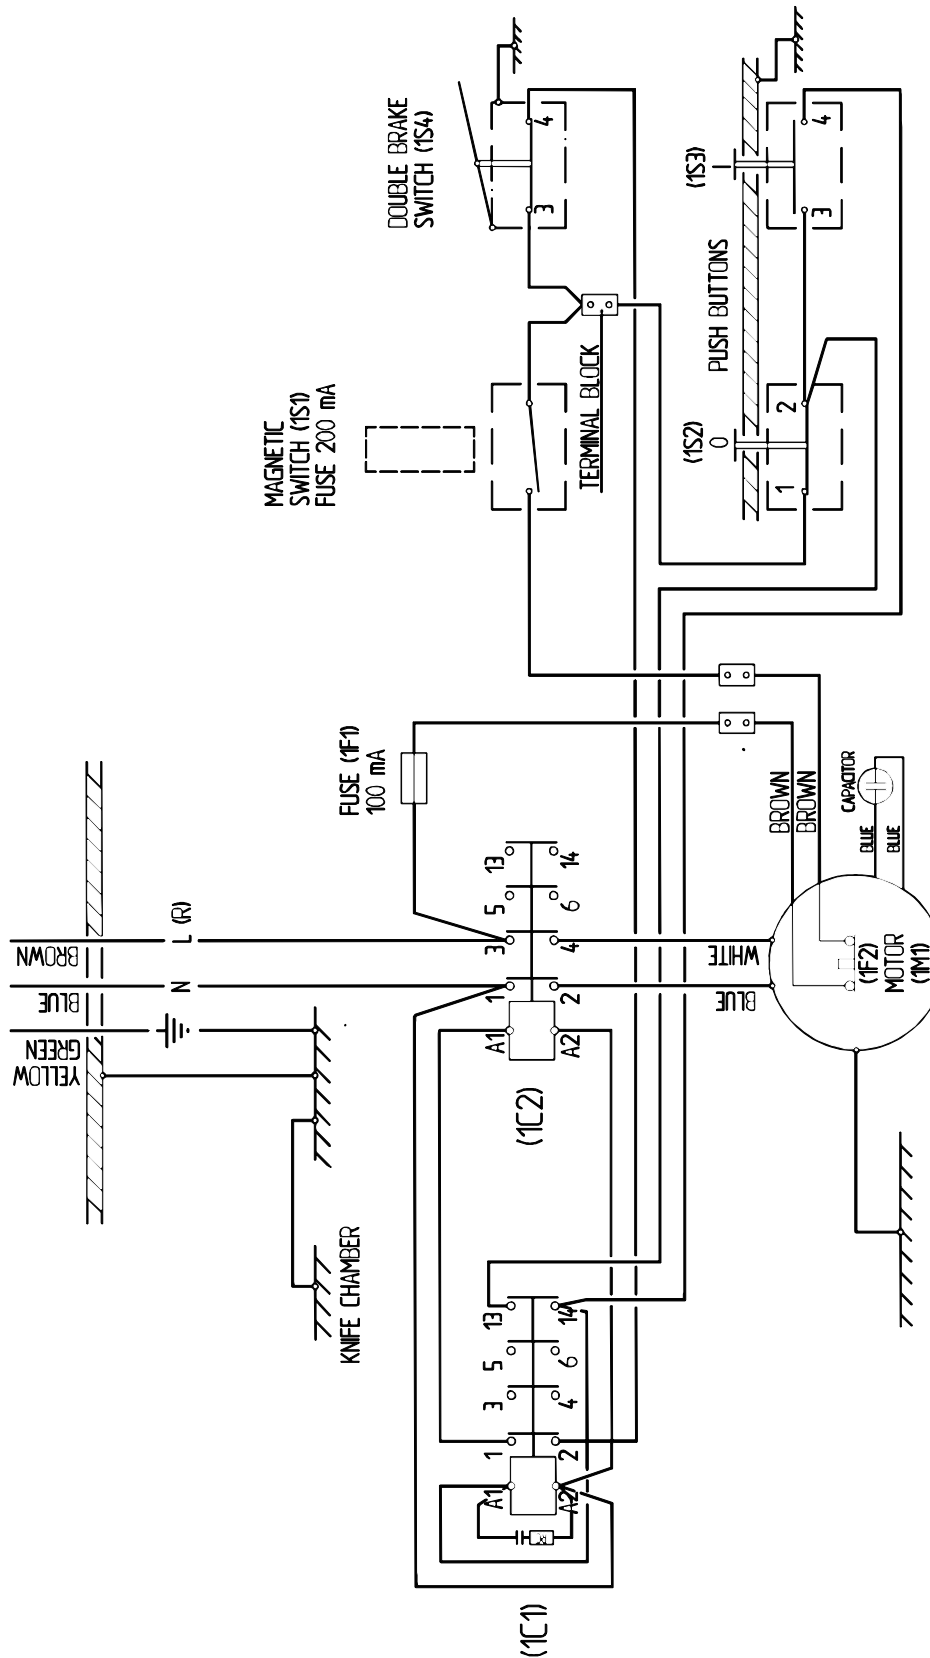 DOUBLE BRAKE
SWITCH (1S4)
3
4
(1S3)
I
3
4
PUSH BUTTONS
(1S2)
0
1
2
MAGNETIC
SWITCH (1S1)
FUSE 200 mA
TERMINAL BLOCK
FUSE (1F1)
100 mA
BROWN
BROWN
CAPACITOR
BLUE
BLUE
BROWN
L (R)
BLUE
N
GREEN
YELLOW
13
14
5
6
3
4
1
2
A1
A2
(1C2)
WHITE
BLUE
(1F2)
MOTOR
(1M1)
KNIFE CHAMBER
13
14
5
6
3
4
1
2
A1
A2
(1C1)